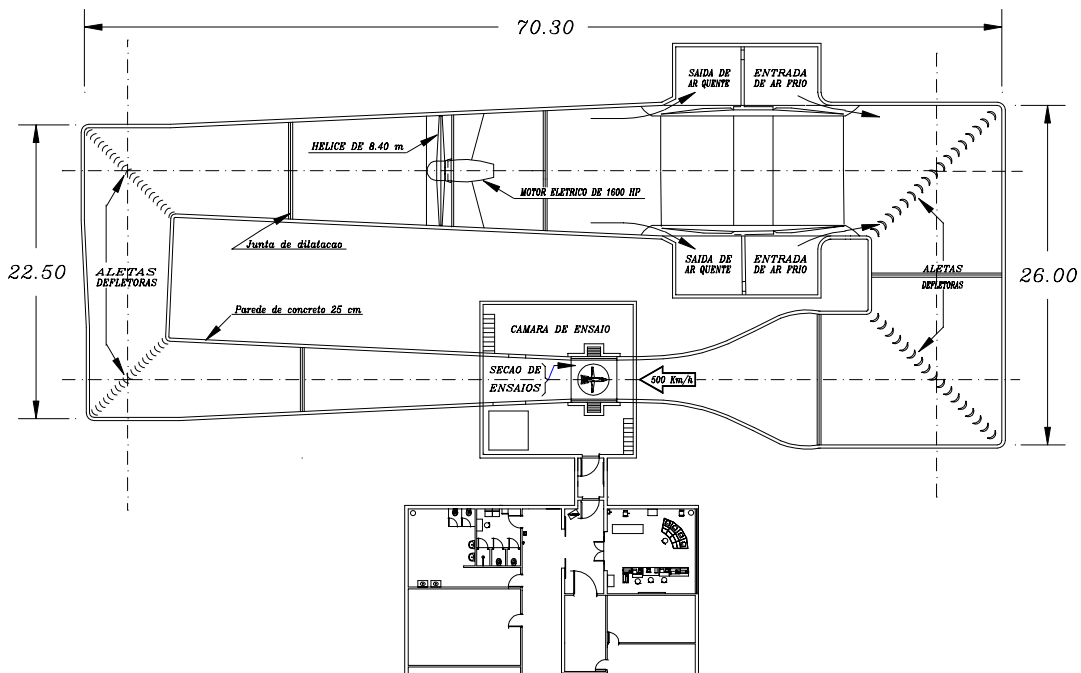 70.30
SAIDA DE
AR QUENTE
ENTRADA
DE AR FRIO
HELICE DE 8.40 m
MOTOR ELETRICO DE 1600 HP
Junta de dilatacao
22.50
ALETAS
DEFLETORAS
SAIDA DE
AR QUENTE
ENTRADA
DE AR FRIO
ALETAS
DEFLETORAS
26.00
Parede de concreto 25 cm
CAMARA DE ENSAIO
SECAO DE
ENSAIOS
500 Km/h